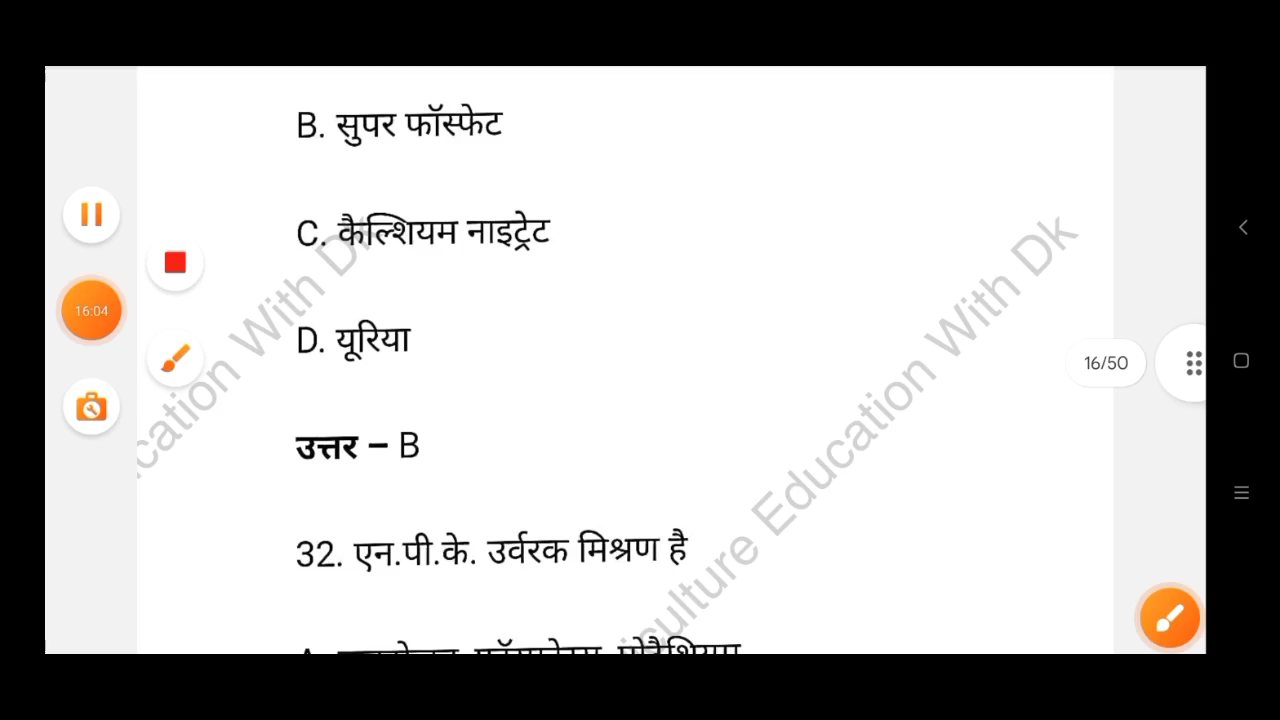 B. सुपर फॉस्फेट
C. कैल्शियम नाइट्रेट
D. यूरिया
उत्तर – B
32. एन.पी.के. उर्वरक मिश्रण है
16:04
16/50
cation With Dk
culture Education With Dk